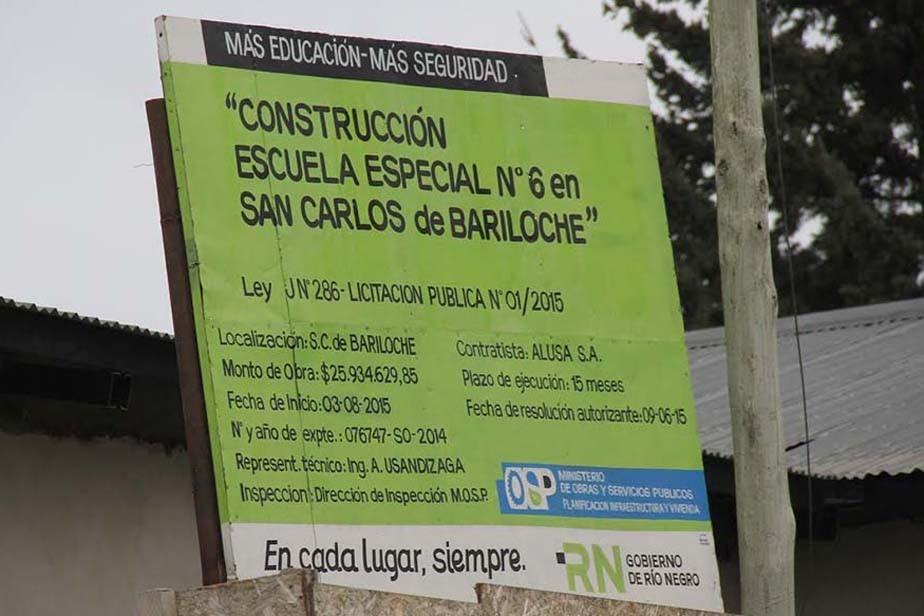 MÁS EDUCACIÓN-MÁS SEGURIDAD
“CONSTRUCCIÓN
ESCUELA ESPECIAL N° 6 en
SAN CARLOS de BARILOCHE”
Ley J N° 286- LICITACION PUBLICA N° 01/2015
Localización: S.C. de BARILOCHE
Monto de Obra: $25.934.629,85
Fecha de Inicio: 03-08-2015
N° y año de expte.: 076747-SO-2014
Represent. técnico: Ing. A. USANDIZAGA
Inspeccion: Dirección de Inspección M.O.S.P.
Contratista: ALUSA S.A.
Plazo de ejecución: 15 meses
Fecha de resolución autorizante: 09-06-15
OSP
MINISTERIO
DE OBRAS Y SERVICIOS PUBLICOS
PLANIFICACION INFRAESTRUCTURA Y VIVIENDA
En cada lugar, siempre.
RN
GOBIERNO
DE RÍO NEGRO